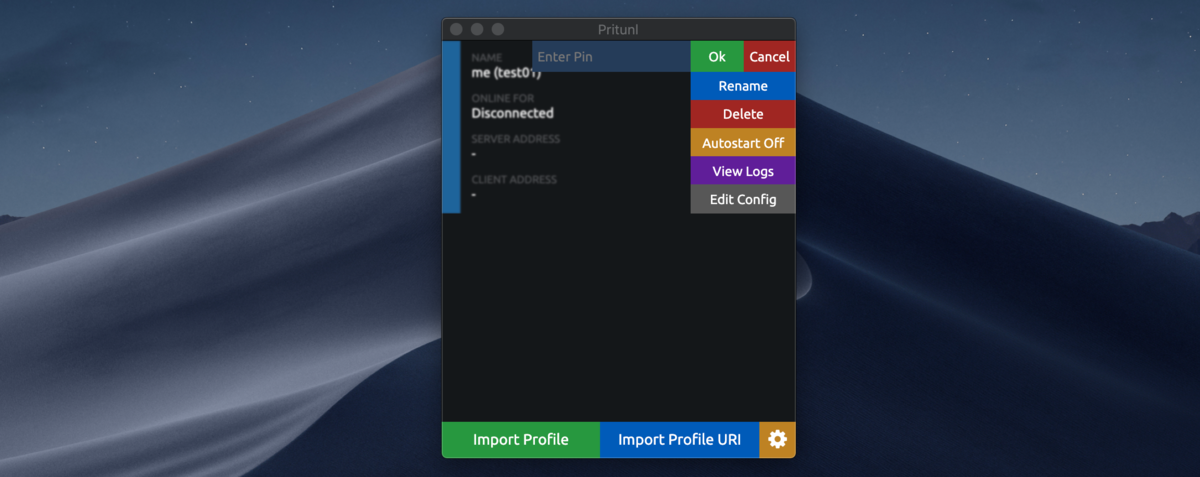 Pritunl
NAME
me (test01)
Enter Pin
Ok
Cancel
ONLINE FOR
Disconnected
SERVER ADDRESS
-
CLIENT ADDRESS
-
Rename
Delete
Autostart Off
View Logs
Edit Config
Import Profile
Import Profile URI